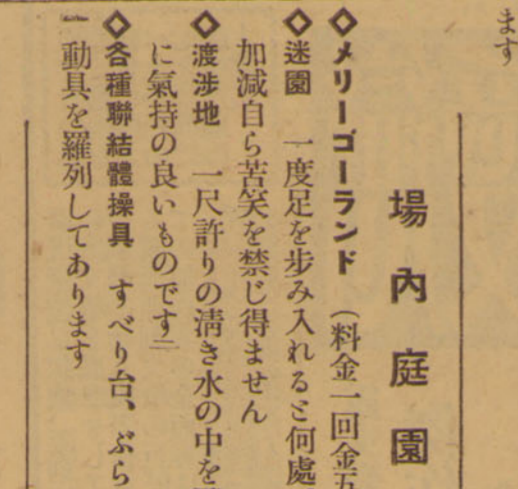 ます
場內庭園
◇メリーゴーランド （料金一回金五
◇迷園 一度足を步み入れると何處
加減自ら苦笑を禁じ得ません
◇渡涉地 一尺許りの淸き水の中を
に氣持の良いものです
◇各種聯結體操具 すべり台、ぶら
動具を羅列してあります